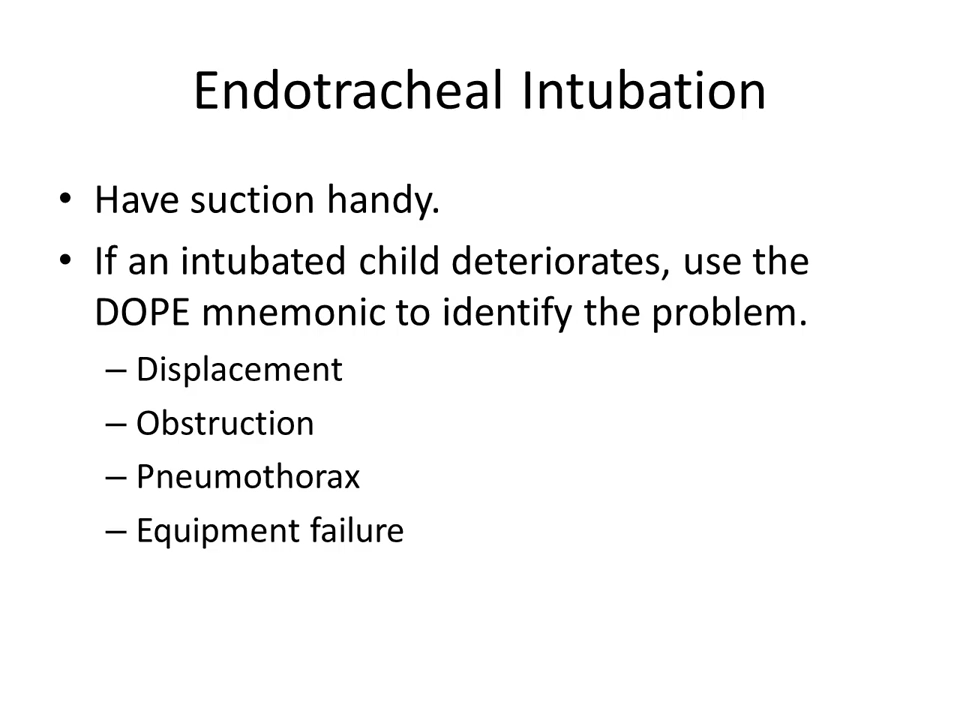 Endotracheal Intubation
• Have suction handy.
• If an intubated child deteriorates, use the
DOPE mnemonic to identify the problem.
– Displacement
– Obstruction
– Pneumothorax
– Equipment failure